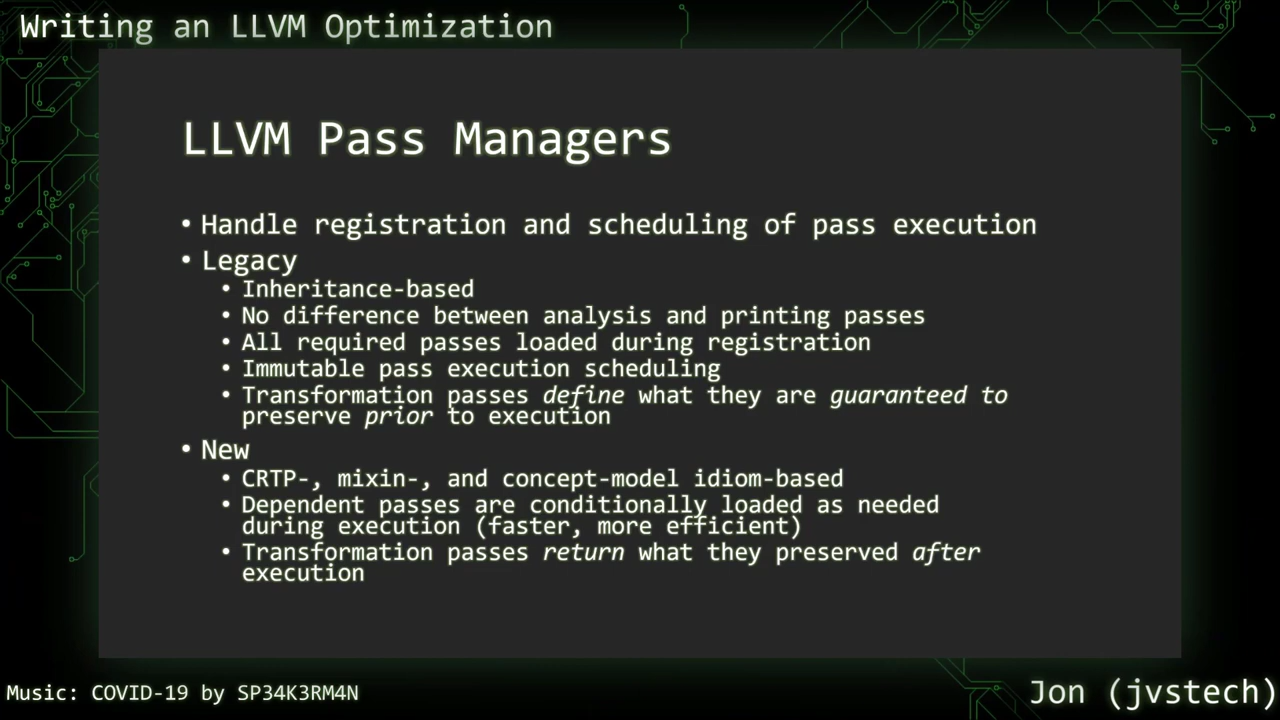 Writing an LLVM Optimization
LLVM Pass Managers
• Handle registration and scheduling of pass execution
• Legacy
• Inheritance-based
• No difference between analysis and printing passes
• All required passes loaded during registration
• Immutable pass execution scheduling
• Transformation passes define what they are guaranteed to
preserve prior to execution
• New
• CRTP-, mixin-, and concept-model idiom-based
• Dependent passes are conditionally loaded as needed
during execution (faster, more efficient)
• Transformation passes return what they preserved after
execution
Music: COVID-19 by SP34K3RM4N
Jon (jvstech)